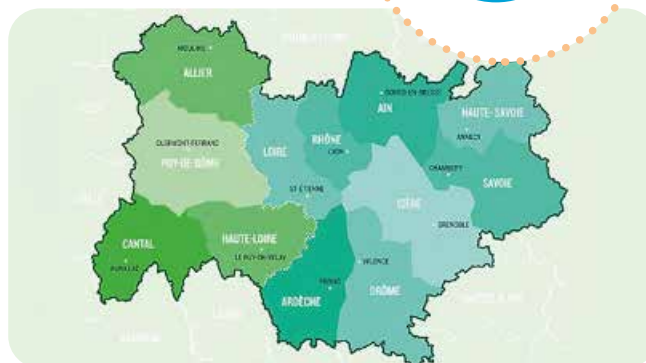 MOULINS
ALLIER
BOURG-EN-BRESSE
AIN
HAUTE-SAVOIE
ANNECY
CLERMONT-FERRAND
PUY-DE-DÔME
LOIRE
RHÔNE
LYON
CHAMBERY
SAVOIE
ST-ÉTIENNE
ISÈRE
GRENOBLE
CANTAL
AURILLAC
HAUTE-LOIRE
LE PUY-EN-VELAY
VALENCE
PRIVAS
ARDÈCHE
DRÔME